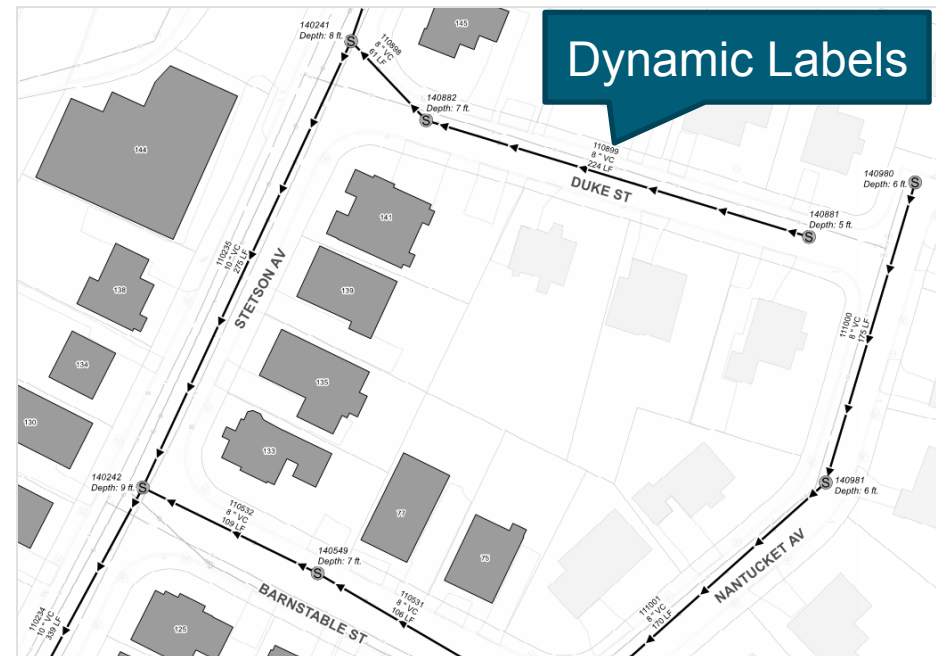 140241
Depth: 8 ft.
110898
8 " VC
61 LF
145
Dynamic Labels
140882
Depth: 7 ft.
144
110899
8 " VC
224 LF
DUKE ST
140980
Depth: 6 ft.
140881
Depth: 5 ft.
141
110235
10 " VC
275 LF
STETSON AV
138
139
111000
8 " VC
175 LF
134
135
130
133
140242
Depth: 9 ft.
110532
8 " VC
109 LF
77
140981
Depth: 6 ft.
140549
Depth: 7 ft.
75
NANTUCKET AV
110531
8 " VC
106 LF
BARNSTABLE ST
111001
8 " VC
170 LF
110234
10 " VC
339 LF
125
S
S
S
S
S
S
S